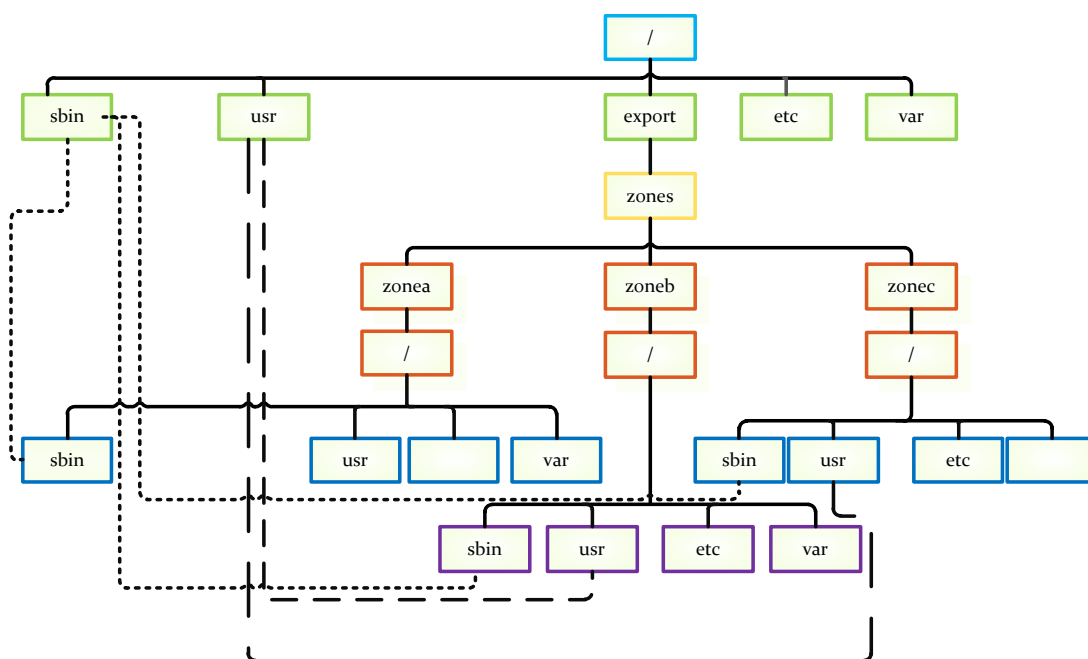 /
sbin usr export etc var
zones
zonea zoneb zonec
/ / /
sbin usr var sbin usr etc
sbin usr etc var